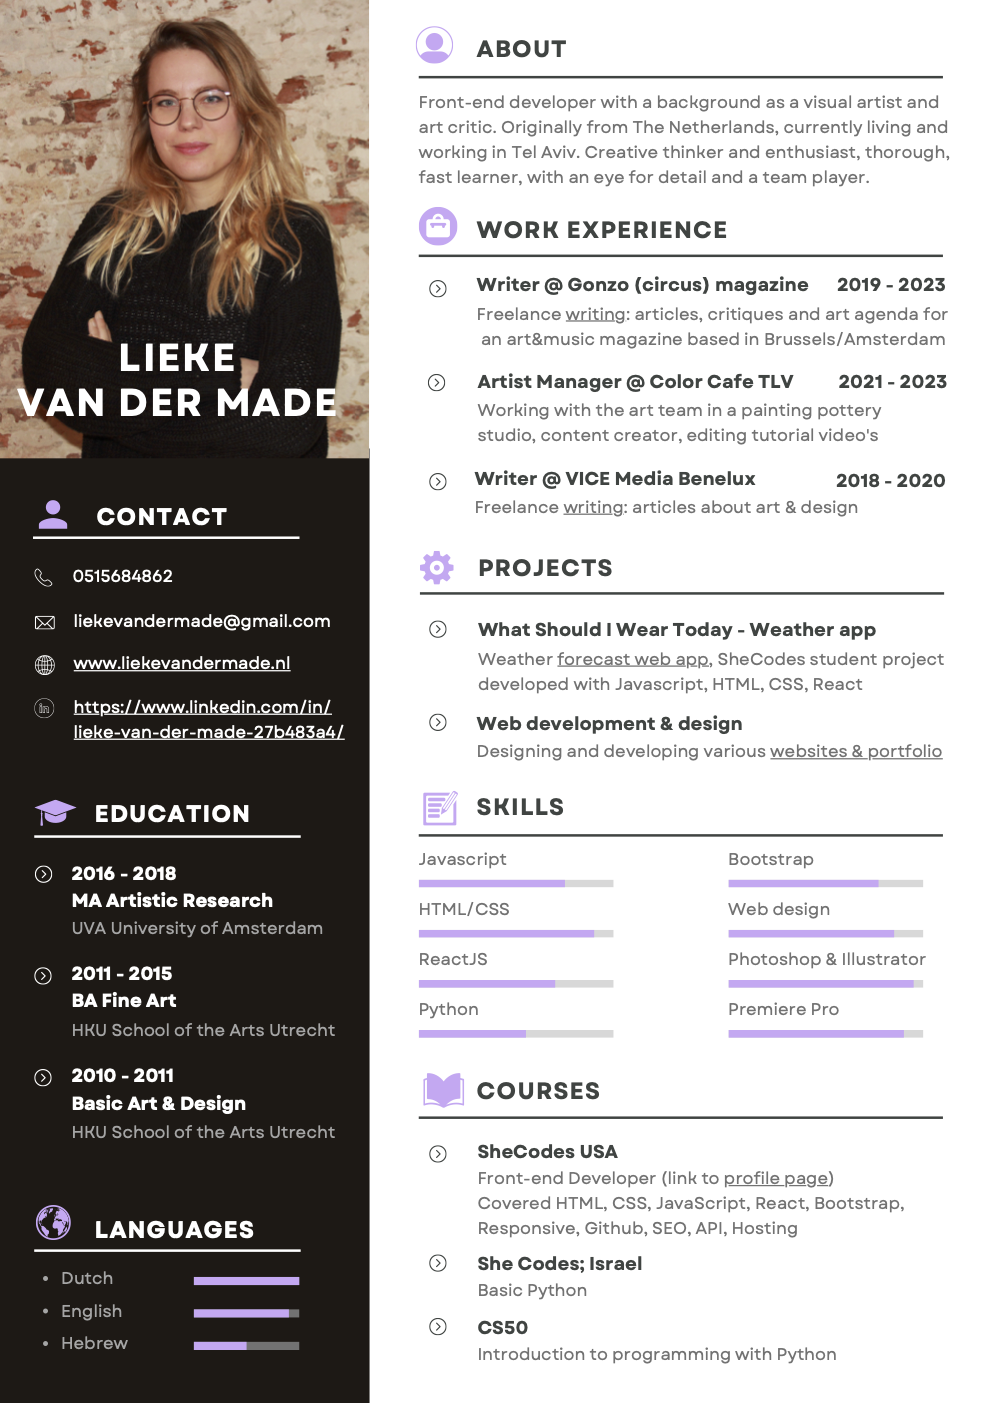 LIEKE
VAN DER MADE
CONTACT
0515684862
liekevandermade@gmail.com
www.liekevandermade.nl
https://www.linkedin.com/in/
lieke-van-der-made-27b483a4/
EDUCATION
2016 - 2018
MA Artistic Research
UVA University of Amsterdam
2011 - 2015
BA Fine Art
HKU School of the Arts Utrecht
2010 - 2011
Basic Art & Design
HKU School of the Arts Utrecht
LANGUAGES
• Dutch
• English
• Hebrew
ABOUT
Front-end developer with a background as a visual artist and
art critic. Originally from The Netherlands, currently living and
working in Tel Aviv. Creative thinker and enthusiast, thorough,
fast learner, with an eye for detail and a team player.
WORK EXPERIENCE
Writer @ Gonzo (circus) magazine 2019 - 2023
Freelance writing: articles, critiques and art agenda for
an art&music magazine based in Brussels/Amsterdam
Artist Manager @ Color Cafe TLV 2021 - 2023
Working with the art team in a painting pottery
studio, content creator, editing tutorial video's
Writer @ VICE Media Benelux 2018 - 2020
Freelance writing: articles about art & design
PROJECTS
What Should I Wear Today - Weather app
Weather forecast web app, SheCodes student project
developed with Javascript, HTML, CSS, React
Web development & design
Designing and developing various websites & portfolio
SKILLS
Javascript
HTML/CSS
ReactJS
Python
Bootstrap
Web design
Photoshop & Illustrator
Premiere Pro
COURSES
SheCodes USA
Front-end Developer (link to profile page)
Covered HTML, CSS, JavaScript, React, Bootstrap,
Responsive, Github, SEO, API, Hosting
She Codes; Israel
Basic Python
CS50
Introduction to programming with Python